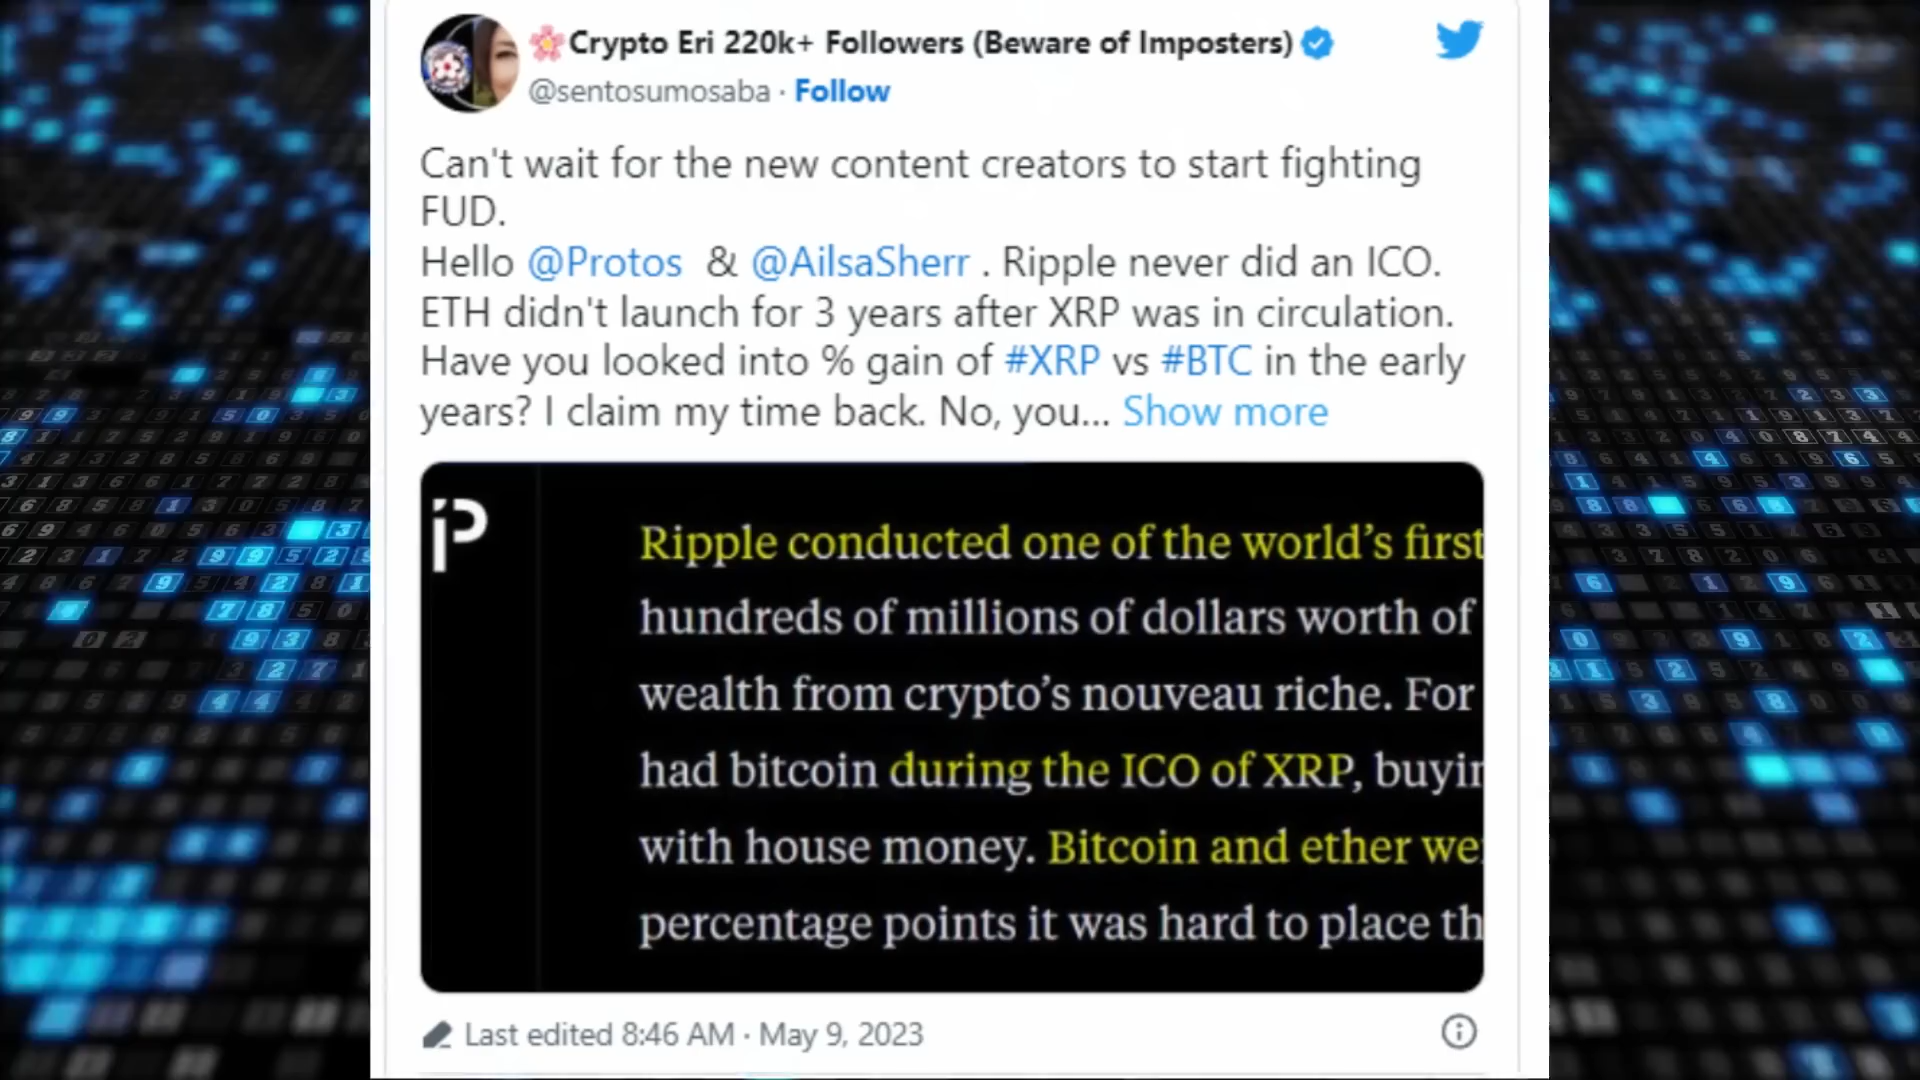 Crypto Eri 220k+ Followers (Beware of Imposters)
@sentosumosaba · Follow
Can't wait for the new content creators to start fighting
FUD.
Hello @Protos & @AilsaSherr . Ripple never did an ICO.
ETH didn't launch for 3 years after XRP was in circulation.
Have you looked into % gain of #XRP vs #BTC in the early
years? I claim my time back. No, you... Show more
Ripple conducted one of the world's first
hundreds of millions of dollars worth of
wealth from crypto's nouveau riche. For
had bitcoin during the ICO of XRP, buyin
with house money. Bitcoin and ether we
percentage points it was hard to place th
Last edited 8:46 AM · May 9, 2023